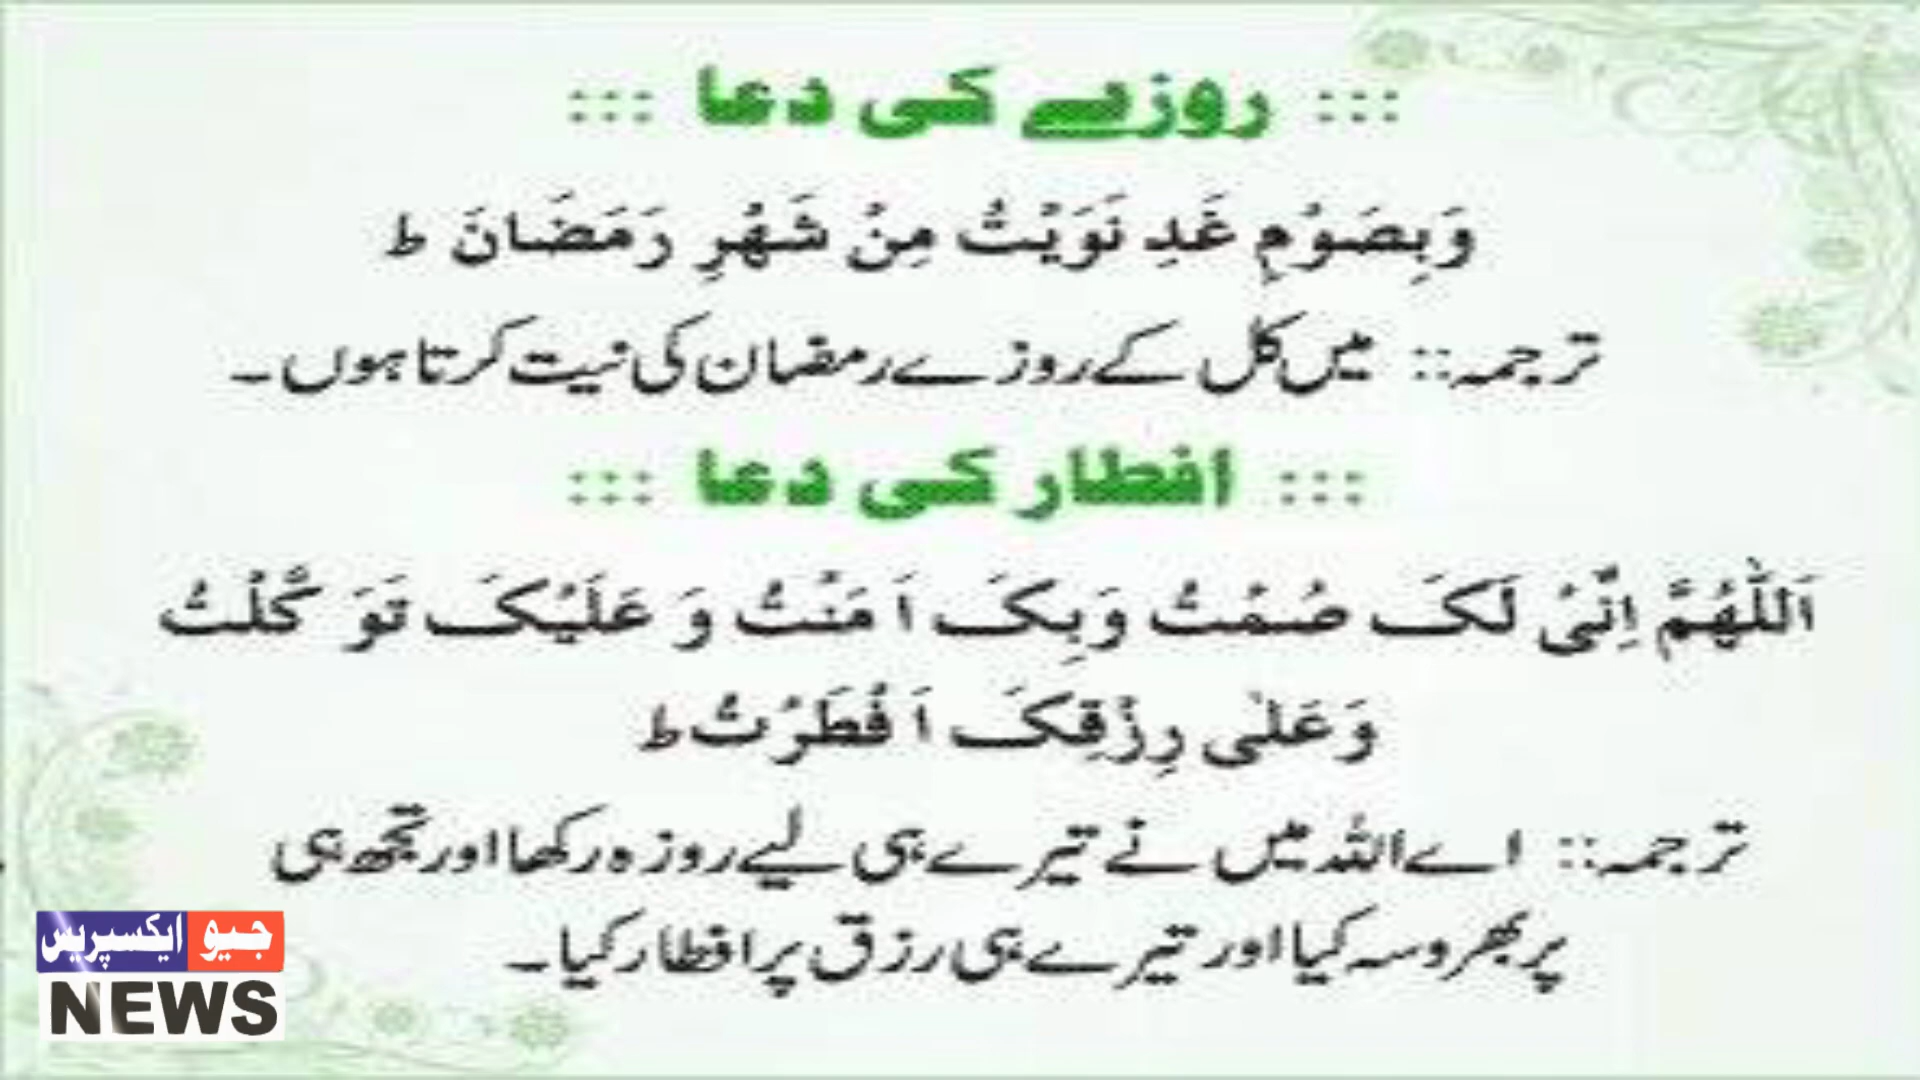 ::: روزے کی دعا :::
وَبِصَوْمِ غَدِ نَوَيْتُ مِنْ شَهْرِ رَمَضَانَ ط
ترجمہ:: میں کل کے روزے رمضان کی نیت کرتا ہوں۔
::: افطار کی دعا :::
اَللّٰهُمَّ اِنِّیْ لَکَ صُمْتُ وَبِکَ اٰ مَنْتُ وَ عَلَيْکَ تَوَ کَّلْتُ
وَ عَلٰی رِزْقِکَ اَ فْطَرْتُ ط
ترجمہ:: اے اللہ میں نے تیرے ہی لیے روزہ رکھا اور تجھ ہی
پر بھروسہ کیا اور تیرے ہی رزق پر افطار کیا۔
جیو ایکسپریس
NEWS